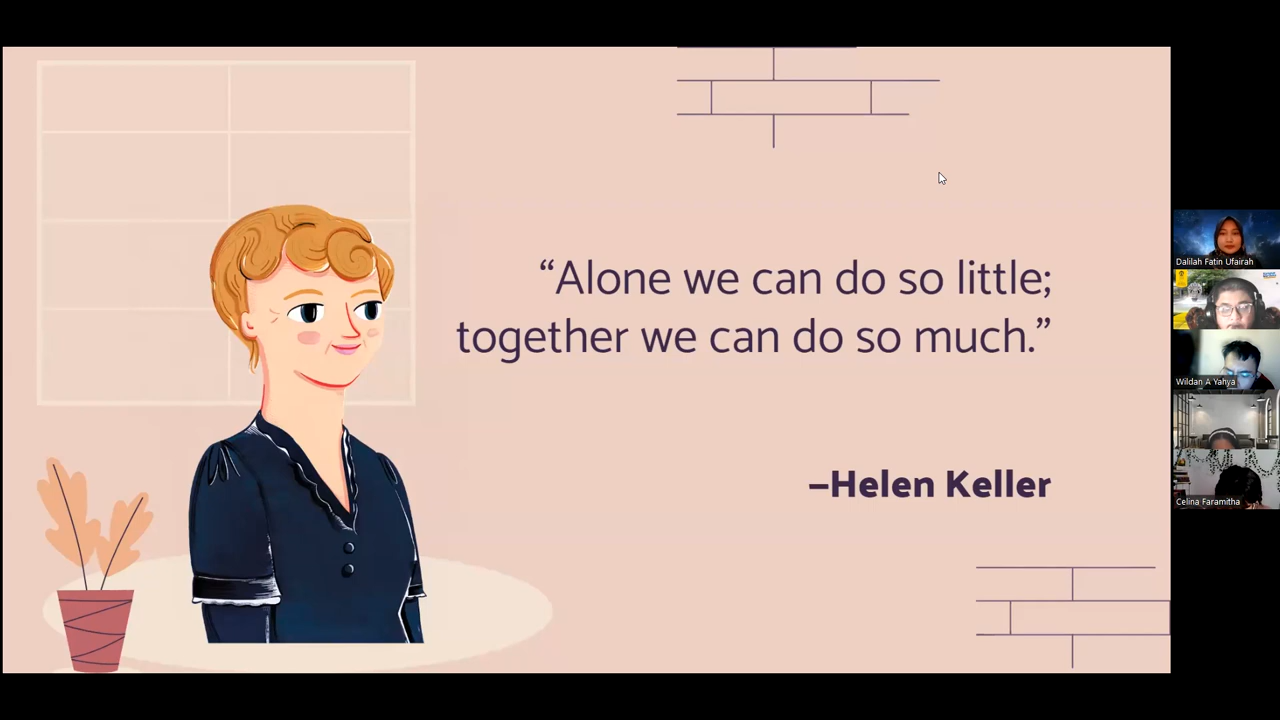 “Alone we can do so little;
together we can do so much.”
–Helen Keller
Dalilah Fatin Ufairah
Wildan A Yahya
Celina Faramitha